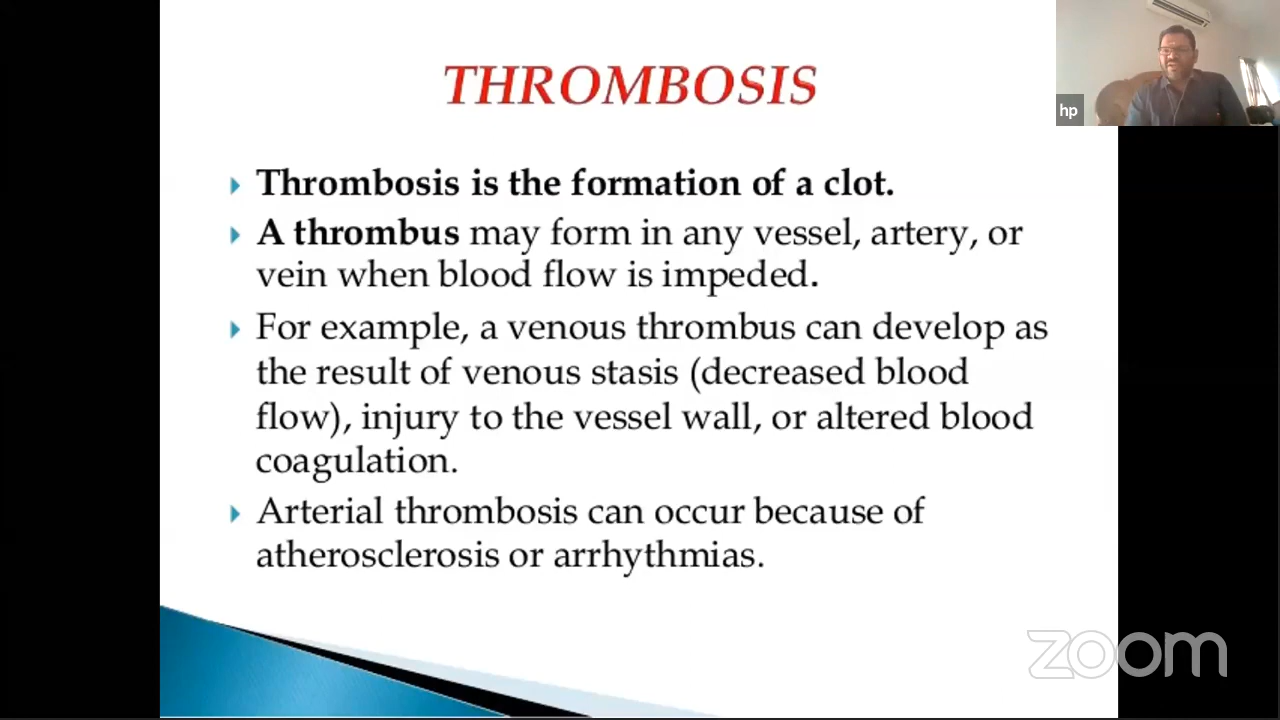 THROMBOSIS
hp
Thrombosis is the formation of a clot.
A thrombus may form in any vessel, artery, or
vein when blood flow is impeded.
For example, a venous thrombus can develop as
the result of venous stasis (decreased blood
flow), injury to the vessel wall, or altered blood
coagulation.
Arterial thrombosis can occur because of
atherosclerosis or arrhythmias.
zoom